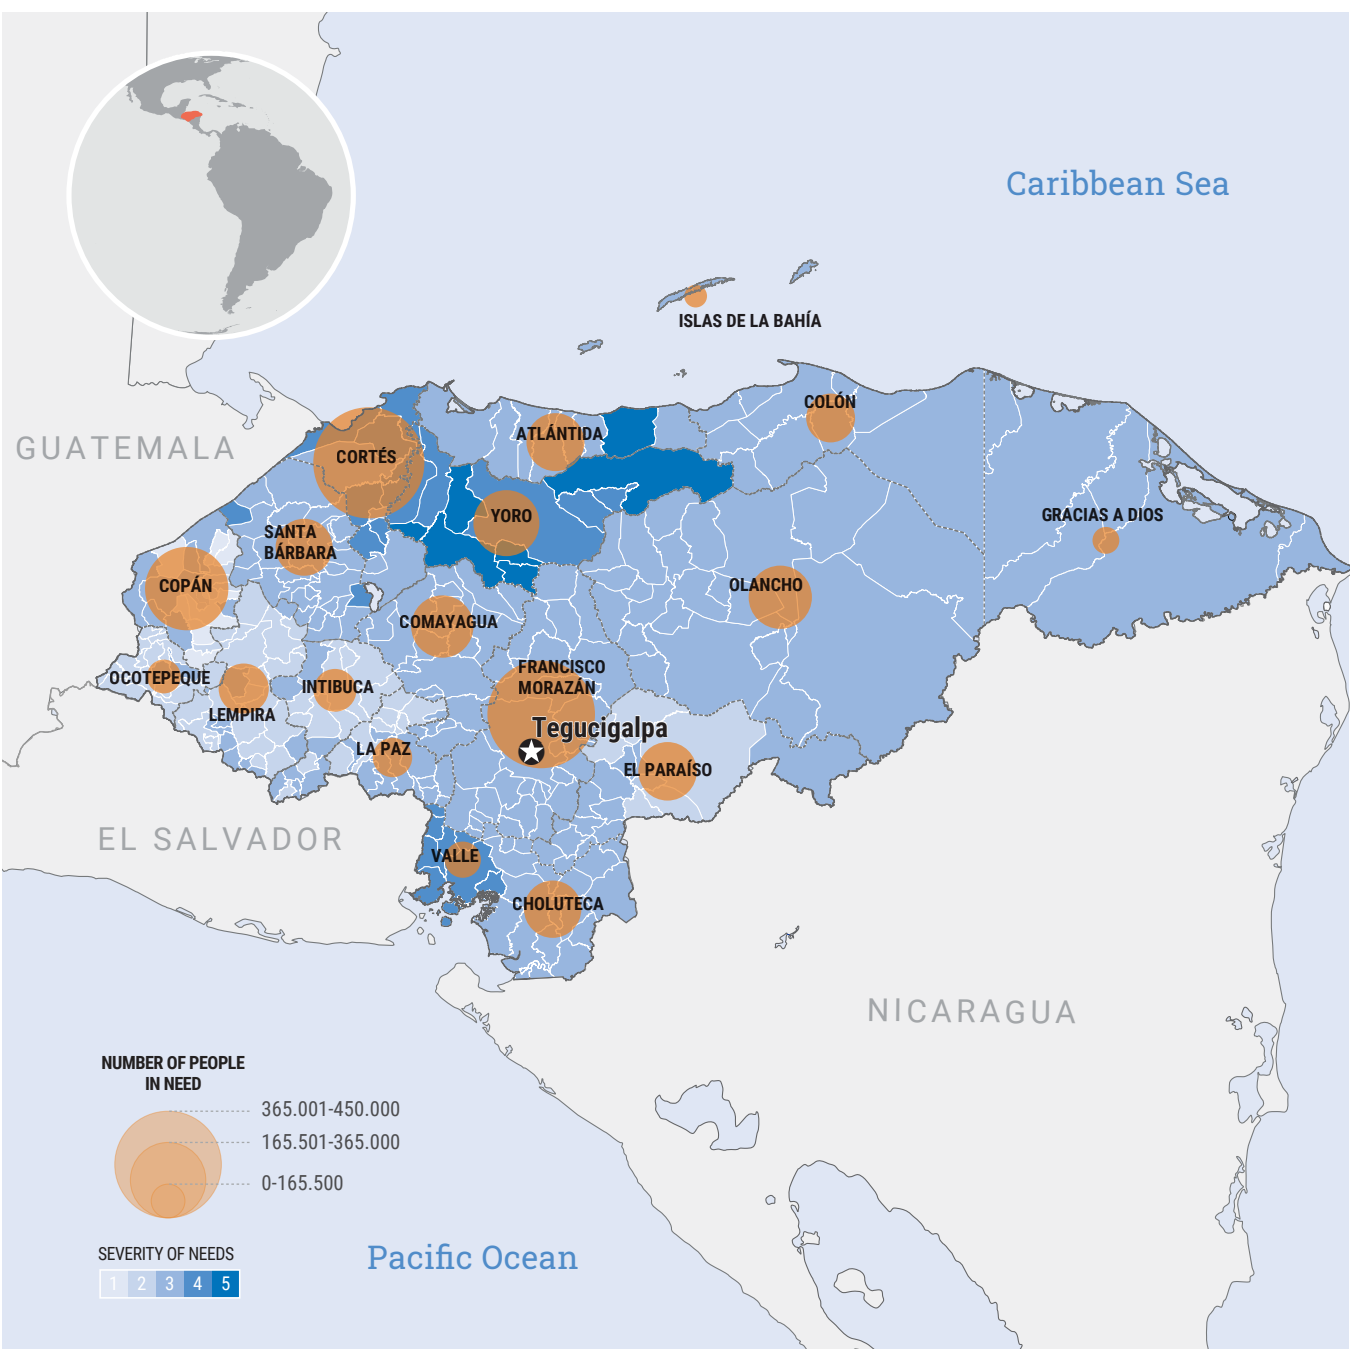 Caribbean Sea
ISLAS DE LA BAHÍA
COLÓN
ATLÁNTIDA
GUATEMALA
CORTÉS
YORO
GRACIAS A DIOS
SANTA
BÁRBARA
COPÁN
OLANCHO
COMAYAGUA
FRANCISCO
MORAZÁN
OCOTEPEQUE
INTIBUCA
LEMPIRA
Tegucigalpa
LA PAZ
EL PARAÍSO
EL SALVADOR
VALLE
CHOLUTECA
NICARAGUA
NUMBER OF PEOPLE
IN NEED
365.001-450.000
165.501-365.000
0-165.500
SEVERITY OF NEEDS
1 2 3 4 5
Pacific Ocean